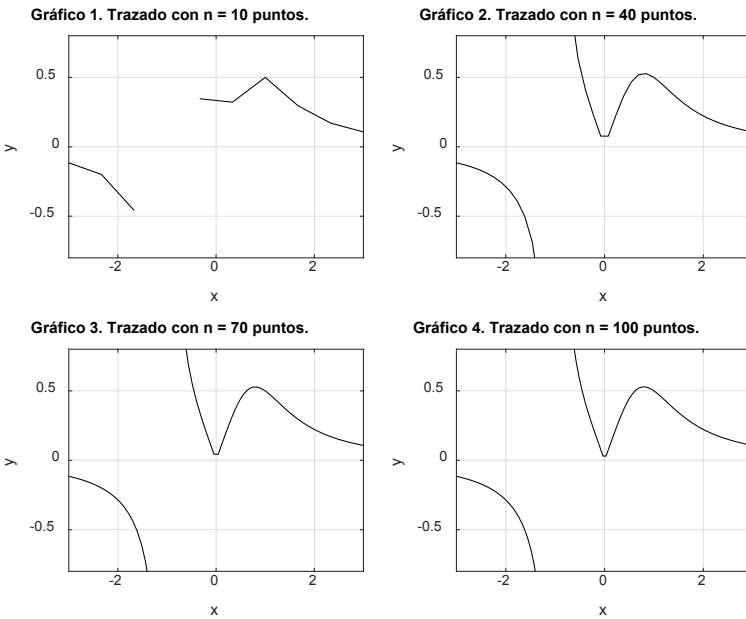 Gráfico 1. Trazado con n = 10 puntos.
0.5
0
-0.5
y
-2
0
2
x
Gráfico 2. Trazado con n = 40 puntos.
0.5
0
-0.5
y
-2
0
2
x
Gráfico 3. Trazado con n = 70 puntos.
0.5
0
-0.5
y
-2
0
2
x
Gráfico 4. Trazado con n = 100 puntos.
0.5
0
-0.5
y
-2
0
2
x